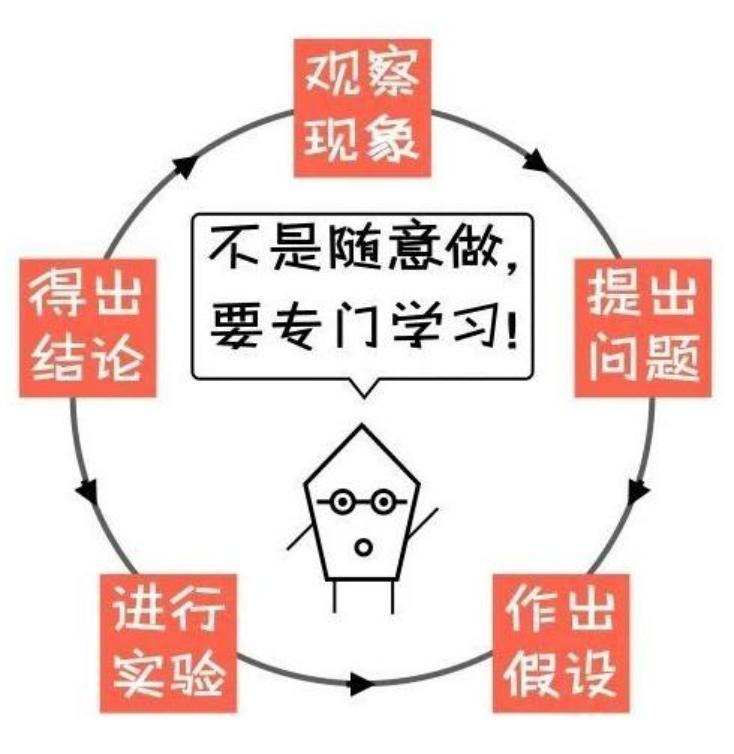 观察
现象
不是随意做，
要专门学习！
得出
结论
提出
问题
进行
实验
作出
假设